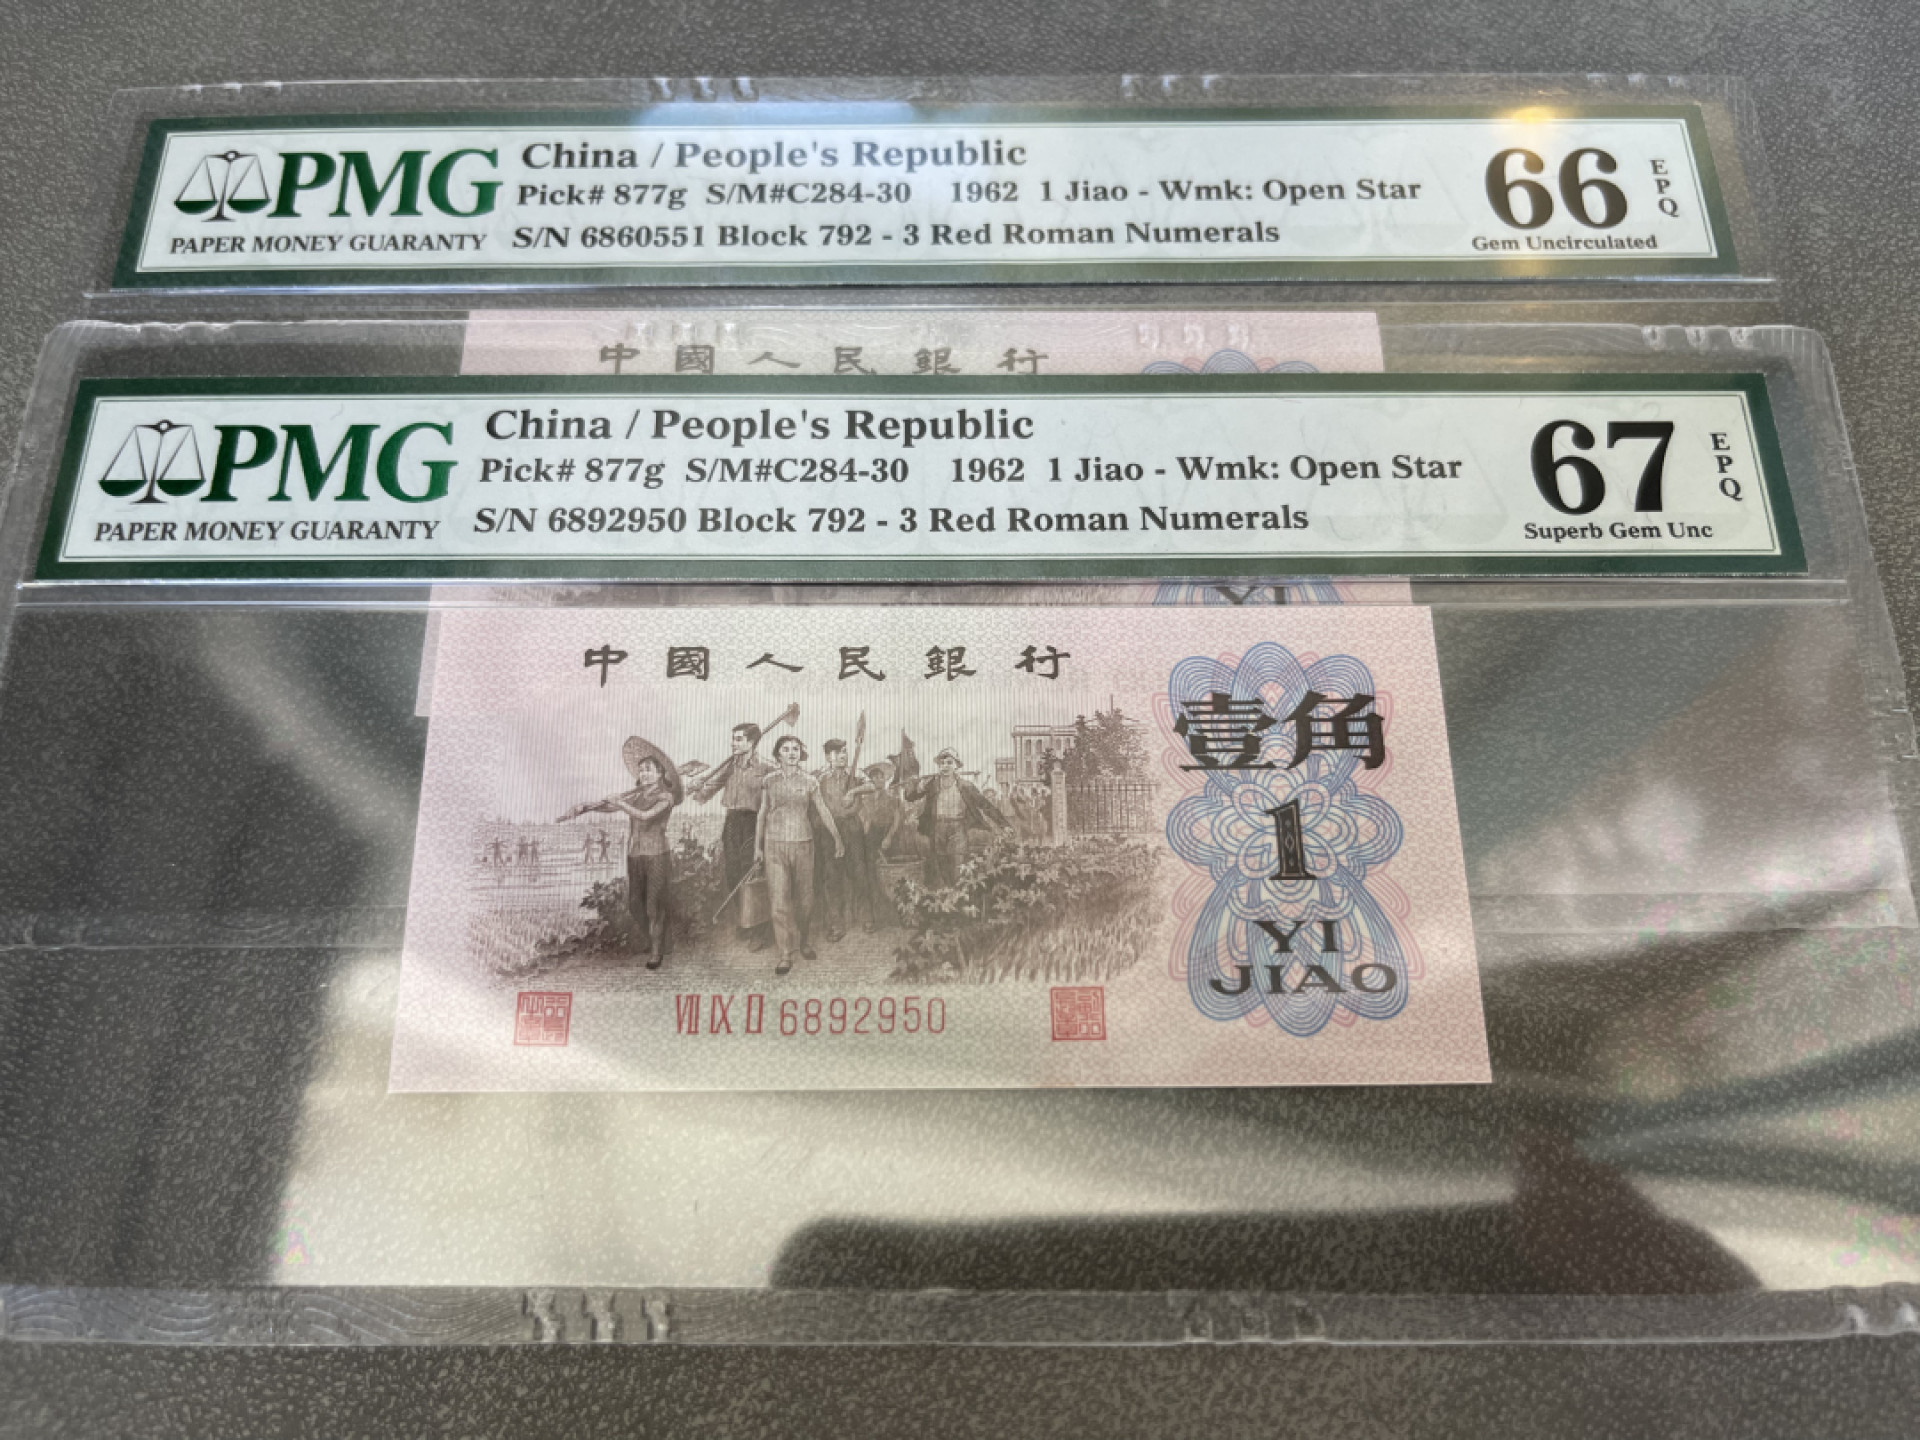 PMG
PAPER MONEY GUARANTY
China / People's Republic
Pick# 877g S/M#C284-30 1962 1 Jiao - Wmk: Open Star
S/N 6860551 Block 792 - 3 Red Roman Numerals
66
EPQ
Gem Uncirculated
中國人民銀行
YI
PMG
PAPER MONEY GUARANTY
China / People's Republic
Pick# 877g S/M#C284-30 1962 1 Jiao - Wmk: Open Star
S/N 6892950 Block 792 - 3 Red Roman Numerals
67
EPQ
Superb Gem Unc
中國人民銀行
壹角
1
YI
JIAO
VII IX II 6892950